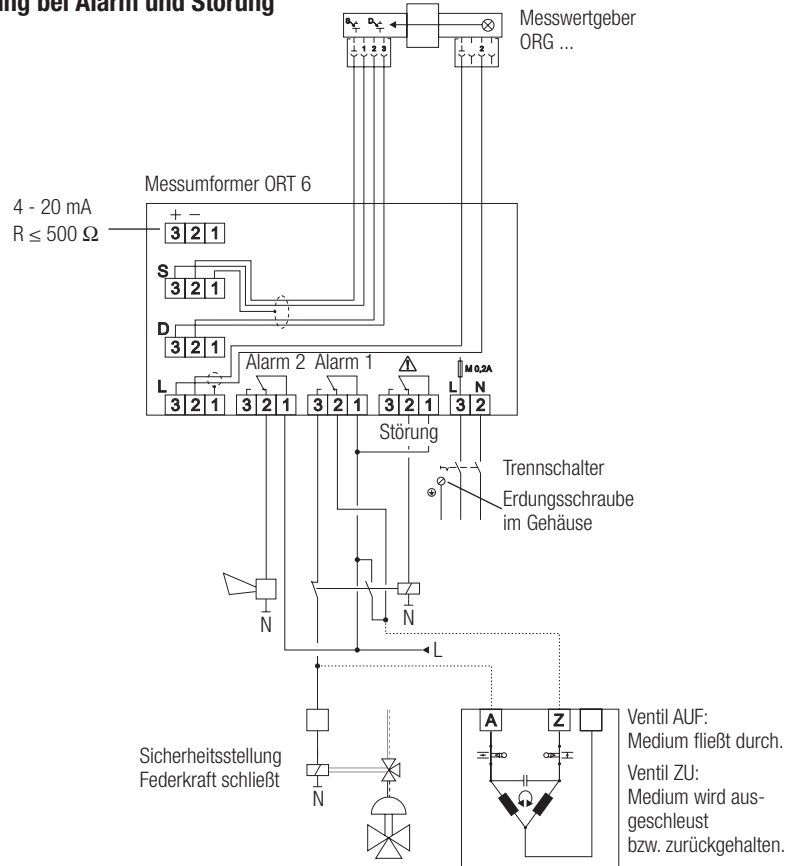 ng bei Alarm und Störung
S D
⊥ 1 2 3
⊥ 2
Messwertgeber
ORG ...
Messumformer ORT 6
4 - 20 mA
R ≤ 500 Ω
+ −
3 2 1
S
3 2 1
D
3 2 1
Alarm 2 Alarm 1 ⚠ M 0,2A
L L N
3 2 1 3 2 1 3 2 1 3 2
Störung
Trennschalter
Erdungsschraube
im Gehäuse
N N
L
A Z
Ventil AUF:
Medium fließt durch.
Ventil ZU:
Medium wird aus-
geschleust
bzw. zurückgehalten.
Sicherheitsstellung
Federkraft schließt
N